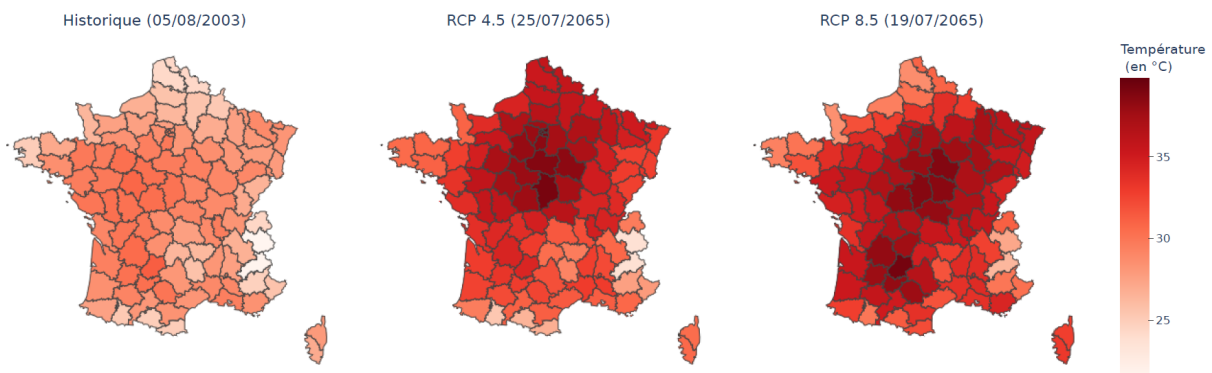 Historique (05/08/2003)
RCP 4.5 (25/07/2065)
RCP 8.5 (19/07/2065)
Température
(en °C)
35
30
25